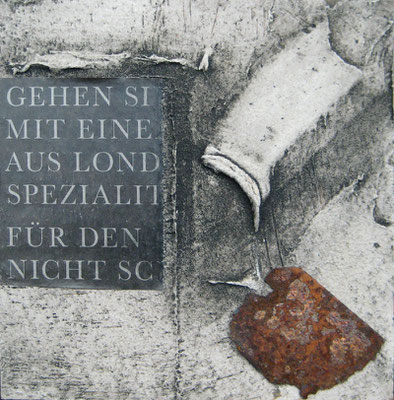 GEHEN SI
MIT EINE
AUS LOND
SPEZIALIT
FÜR DEN
NICHT SC